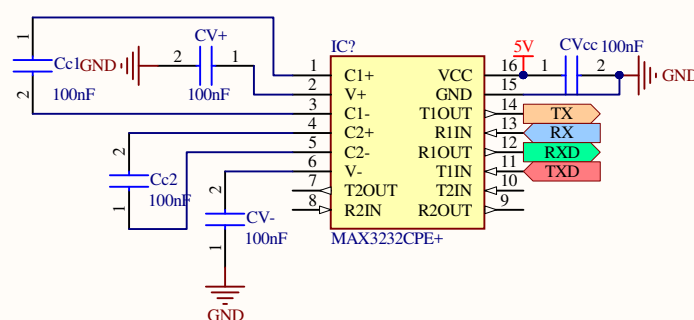 IC?
5V
CVcc 100nF
CV+
Cc1 GND
100nF
100nF
1 2
2 1
1 C1+ VCC 16 1 2 GND
2 V+ GND 15
3 C1- T1OUT 14 TX
4 C2+ R1IN 13 RX
5 C2- R1OUT 12 RXD
6 V- T1IN 11 TXD
7 T2OUT T2IN 10
8 R2IN R2OUT 9
2
Cc2
100nF
1
2
CV-
100nF
1
MAX3232CPE+
GND